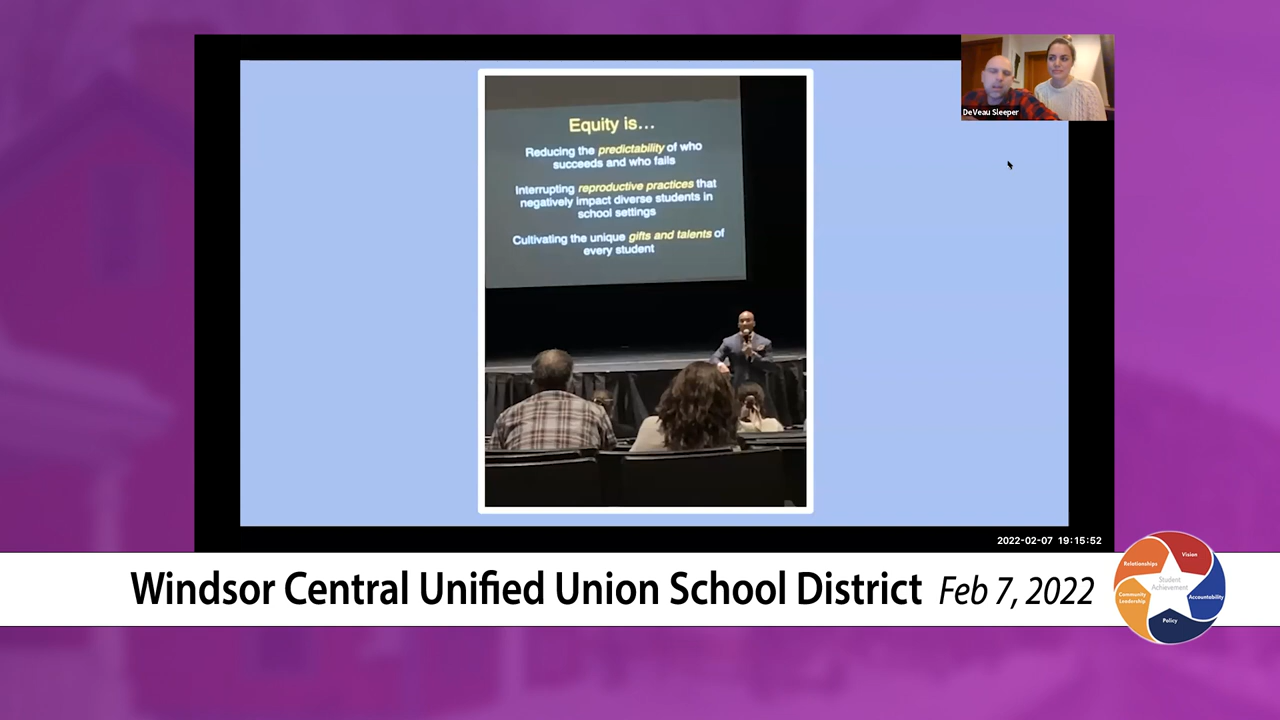 DeVeau Sleeper
Equity is...
Reducing the predictability of who
succeeds and who fails
Interrupting reproductive practices that
negatively impact diverse students in
school settings
Cultivating the unique gifts and talents of
every student
2022-02-07 19:15:52
Windsor Central Unified Union School District Feb 7, 2022
Relationships
Vision
Student
Achievement
Community
Leadership
Accountability
Policy